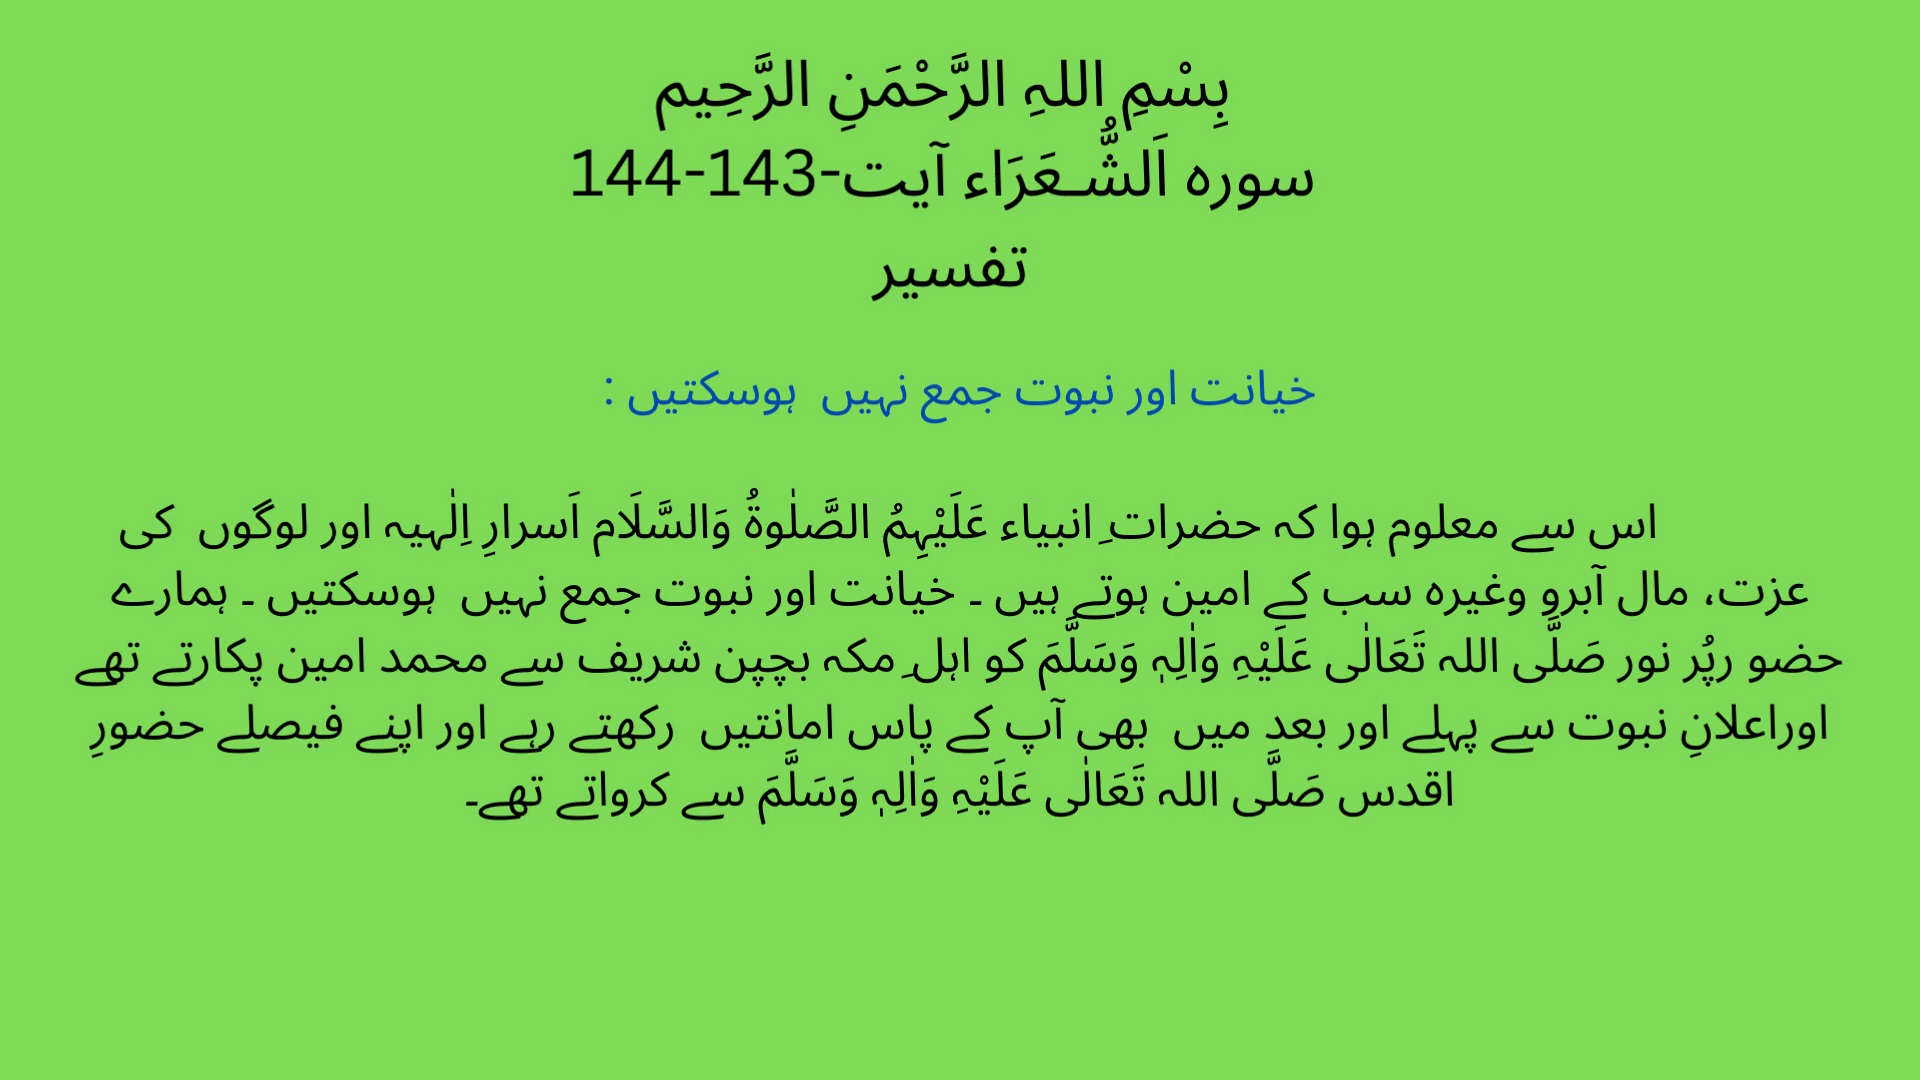 بِسْمِ اللہِ الرَّحْمَنِ الرَّحِیم
سورہ اَلشُّـعَرَاء آیت-143-144
تفسیر
خیانت اور نبوت جمع نہیں ہوسکتیں :
اس سے معلوم ہوا کہ حضرات ِانبیاء عَلَیْہِمُ الصَّلٰوۃُ وَالسَّلَام اَسرارِ اِلٰہیہ اور لوگوں کی
عزت، مال آبرو وغیرہ سب کے امین ہوتے ہیں ۔ خیانت اور نبوت جمع نہیں ہوسکتیں ۔ ہمارے
حضو رپُر نور صَلَّی اللہ تَعَالٰی عَلَیْہِ وَاٰلِہٖ وَسَلَّمَ کو اہل ِمکہ بچپن شریف سے محمد امین پکارتے تھے
اوراعلانِ نبوت سے پہلے اور بعد میں بھی آپ کے پاس امانتیں رکھتے رہے اور اپنے فیصلے حضورِ
اقدس صَلَّی اللہ تَعَالٰی عَلَیْہِ وَاٰلِہٖ وَسَلَّمَ سے کرواتے تھے۔